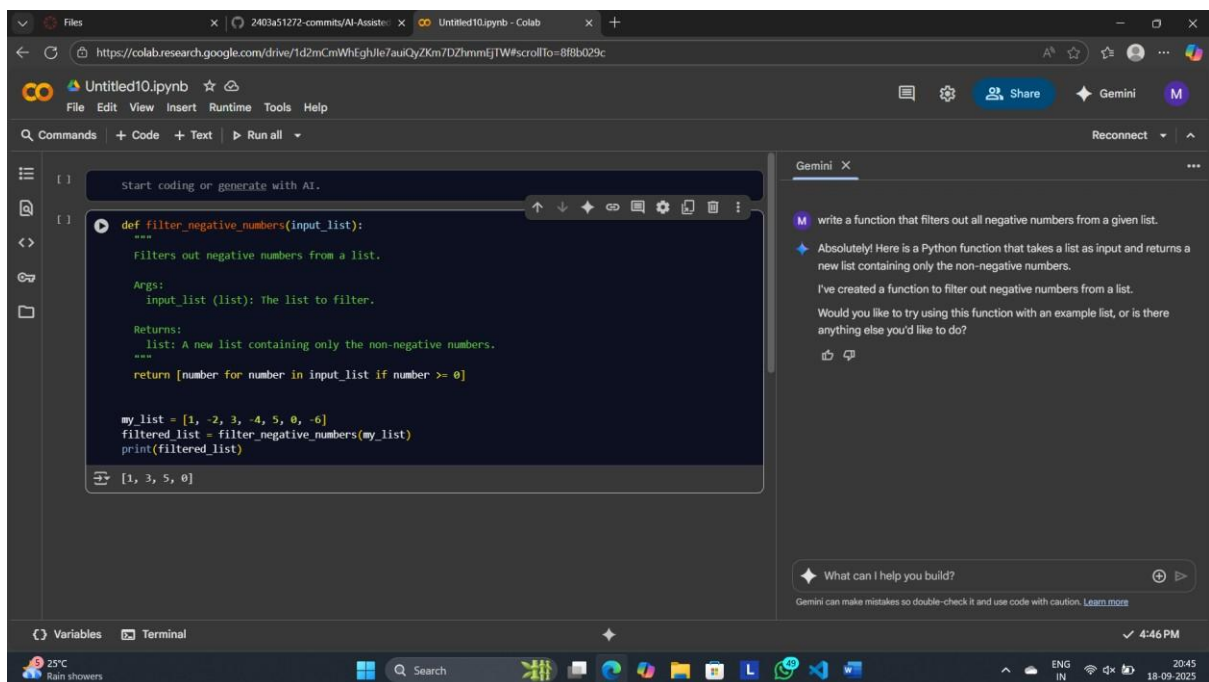 Files
2403a51272-commits/AI-Assisted
Untitled10.ipynb - Colab
https://colab.research.google.com/drive/1d2mCmWhEghJIe7auiQyZKm7DZhmmEjTW#scrollTo=8f8b029c
Untitled10.ipynb
File Edit View Insert Runtime Tools Help
Share
Gemini
M
Commands + Code + Text Run all
Reconnect
[ ] Start coding or generate with AI.
[ ] def filter_negative_numbers(input_list):
"""
Filters out negative numbers from a list.
Args:
input_list (list): The list to filter.
Returns:
list: A new list containing only the non-negative numbers.
"""
return [number for number in input_list if number >= 0]
my_list = [1, -2, 3, -4, 5, 0, -6]
filtered_list = filter_negative_numbers(my_list)
print(filtered_list)
[1, 3, 5, 0]
Gemini
M write a function that filters out all negative numbers from a given list.
Absolutely! Here is a Python function that takes a list as input and returns a
new list containing only the non-negative numbers.
I've created a function to filter out negative numbers from a list.
Would you like to try using this function with an example list, or is there
anything else you'd like to do?
What can I help you build?
Gemini can make mistakes so double-check it and use code with caution. Learn more
{} Variables Terminal
4:46 PM
5
25°C
Rain showers
Search
L
49
ENG
IN
20:45
18-09-2025